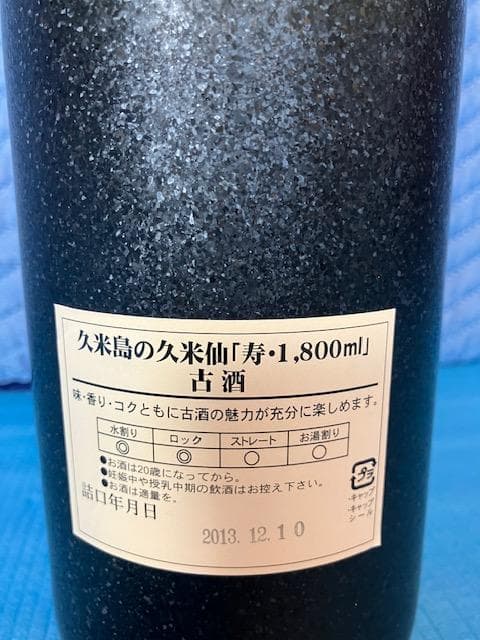 久米島の久米仙「寿・1,800ml」
古酒
味・香り・コクともに古酒の魅力が充分に楽しめます。
水割り ロック ストレート お湯割り
◎ ◎ ○ ○
●お酒は20歳になってから。
●妊娠中や授乳中期の飲酒はお控え下さい。
●お酒は適量を。
プラ
・キャップ
・キャップ
シール
詰口年月日
2013.12.10